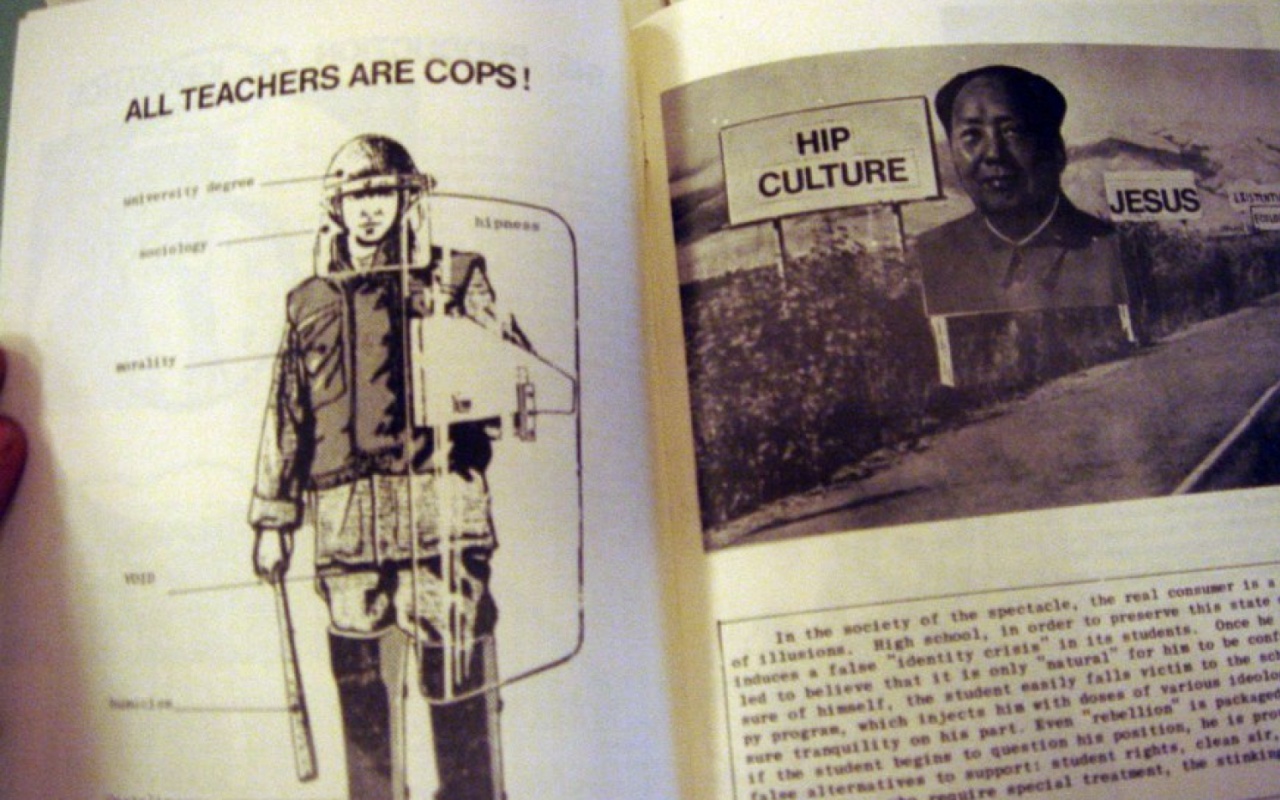 ALL TEACHERS ARE COPS!
university degree
hipness
sociology
morality
VOID
HIP
CULTURE
JESUS
In the society of the spectacle, the real consumer is a
of illusions. High school, in order to preserve this state
induces a false "identity crisis" in its students. Once he
led to believe that it is only "natural" for him to be
sure of himself, the student easily falls victim to the
py program, which injects him with doses of various
sure tranquility on his part. Even "rebellion" is packaged
if the student begins to question his position, he is
false alternatives to support: student rights, clean air,
require special treatment, the stinking